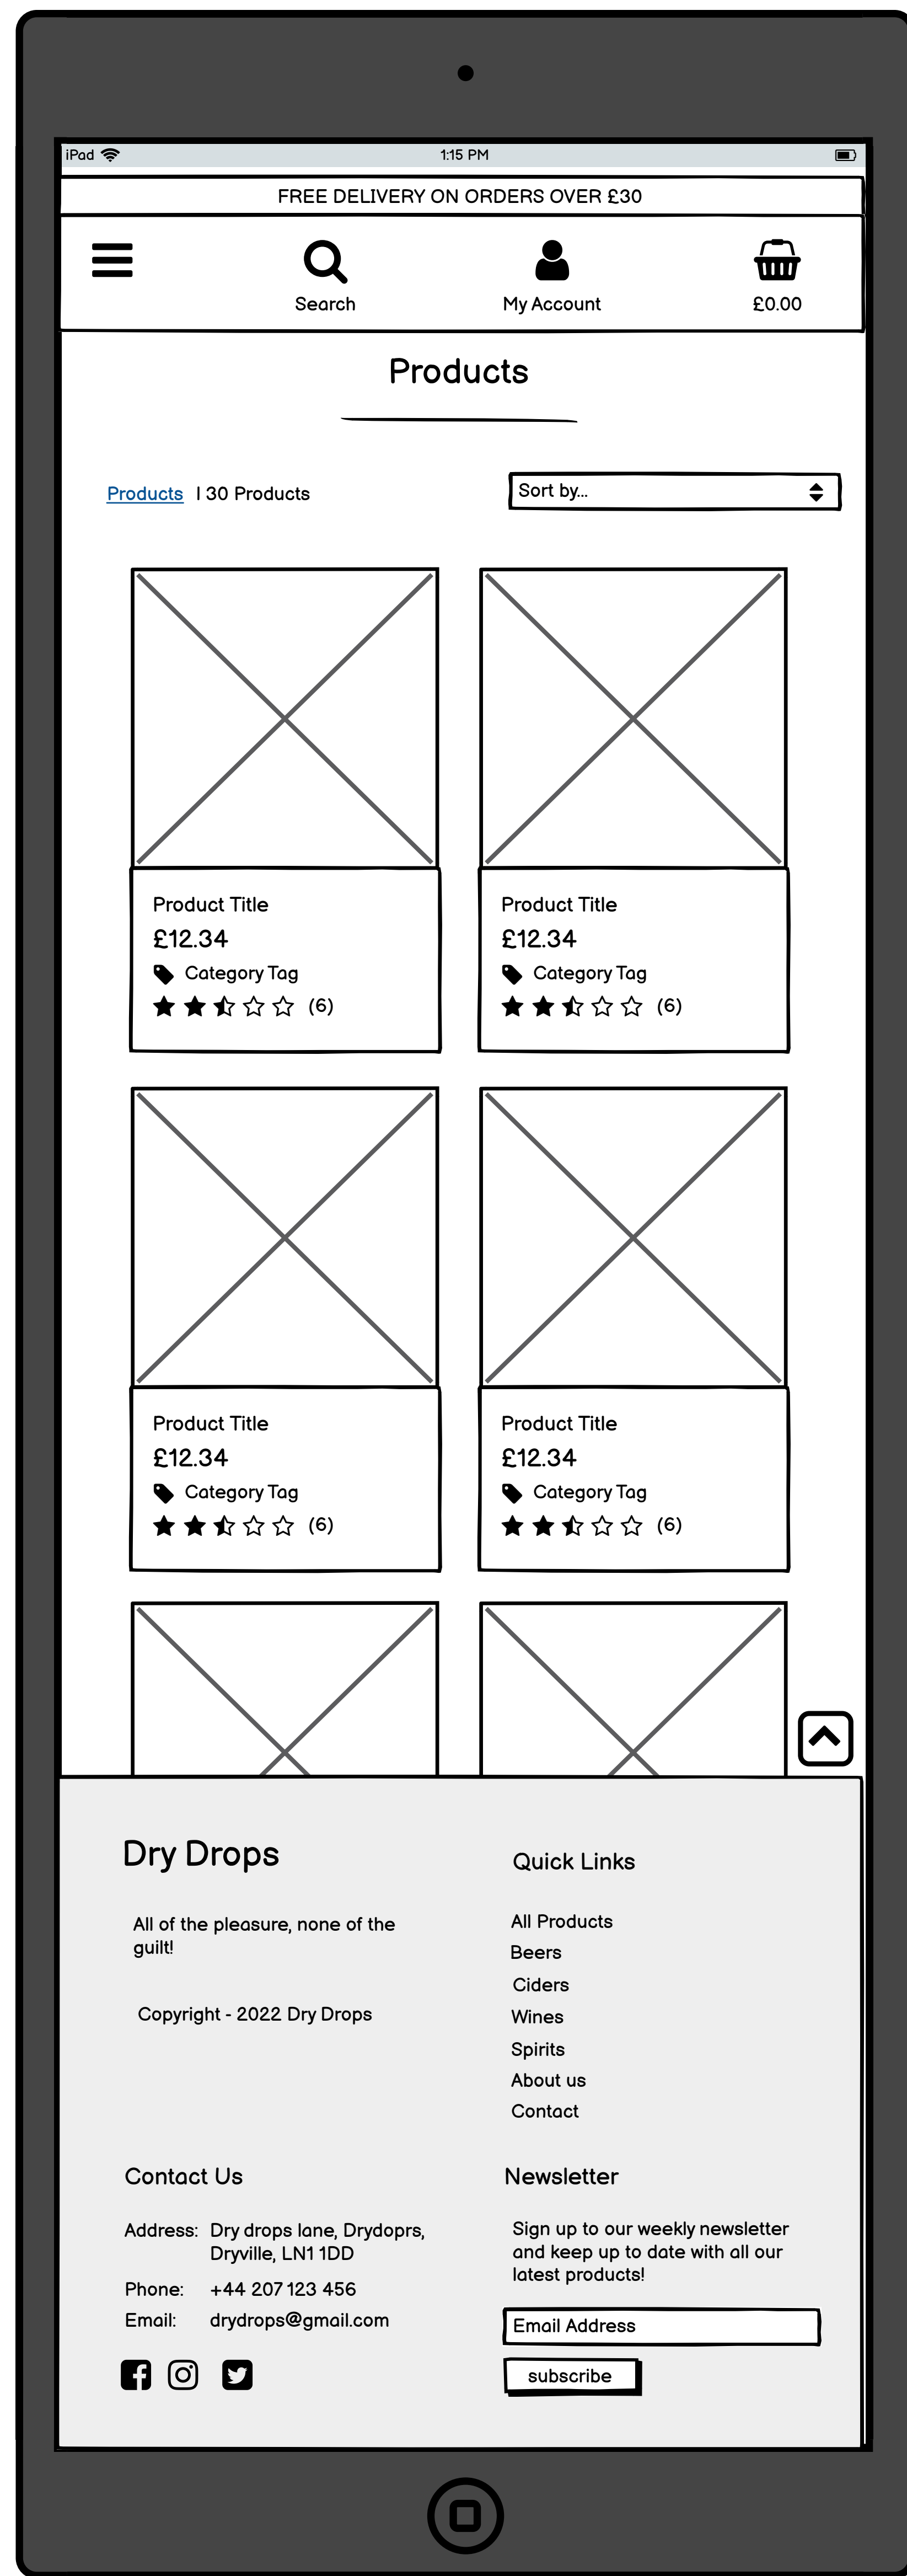 iPad 1:15 PM
FREE DELIVERY ON ORDERS OVER £30
Search My Account £0.00
Products
Products | 30 Products Sort by...
Product Title Product Title
£12.34 £12.34
Category Tag Category Tag
(6) (6)
Product Title Product Title
£12.34 £12.34
Category Tag Category Tag
(6) (6)
Dry Drops
All of the pleasure, none of the
guilt!
Copyright - 2022 Dry Drops
Quick Links
All Products
Beers
Ciders
Wines
Spirits
About us
Contact
Contact Us
Address: Dry drops lane, Drydoprs,
Dryville, LN1 1DD
Phone: +44 207 123 456
Email: drydrops@gmail.com
Newsletter
Sign up to our weekly newsletter
and keep up to date with all our
latest products!
Email Address
subscribe